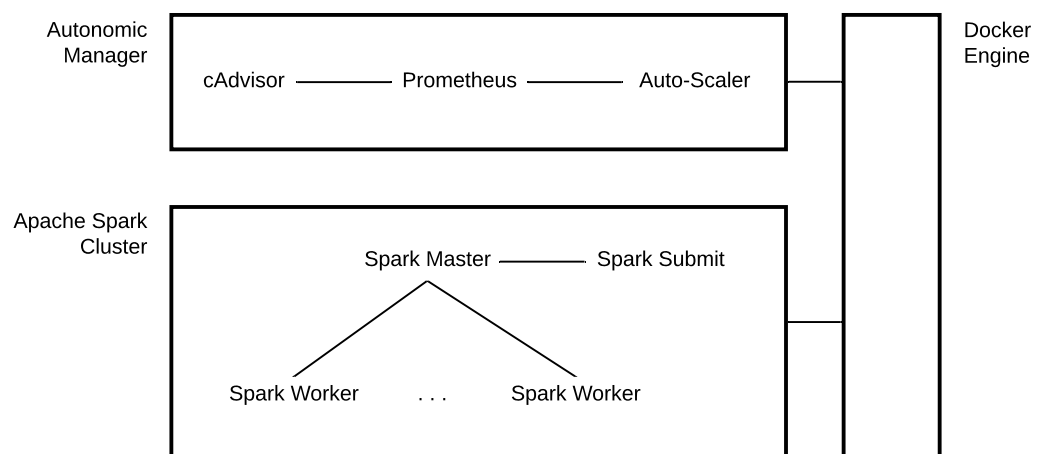 Autonomic
Manager
cAdvisor Prometheus Auto-Scaler
Docker
Engine
Apache Spark
Cluster
Spark Master Spark Submit
Spark Worker . . . Spark Worker